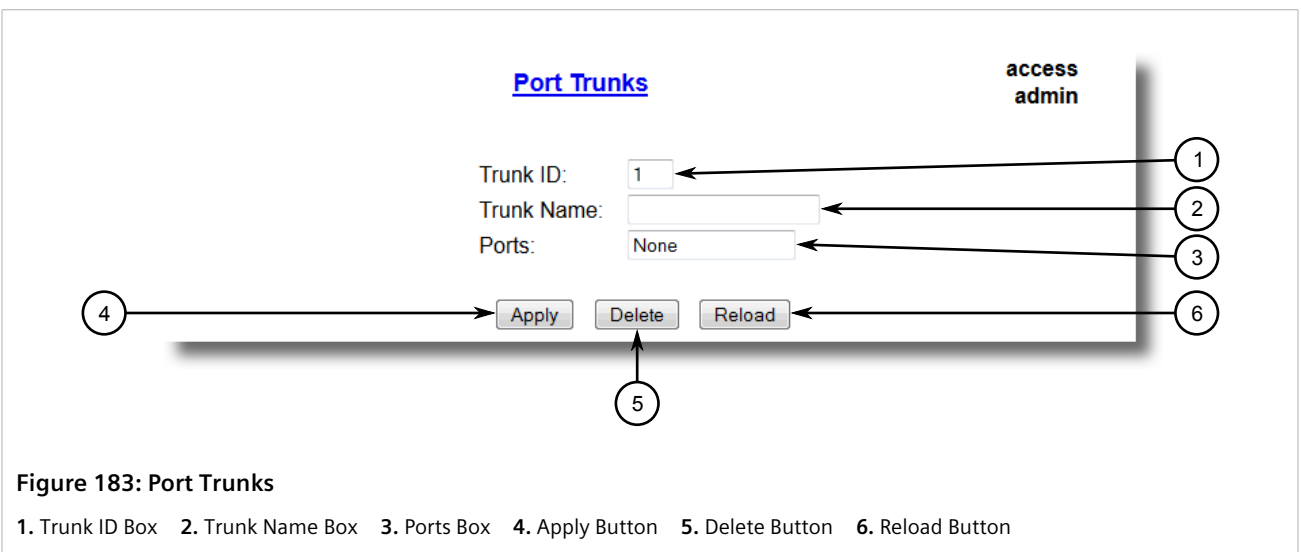 Port Trunks
access
admin
Trunk ID: 1
1
Trunk Name:
2
Ports: None
3
4
Apply Delete Reload
6
5
Figure 183: Port Trunks
1. Trunk ID Box 2. Trunk Name Box 3. Ports Box 4. Apply Button 5. Delete Button 6. Reload Button